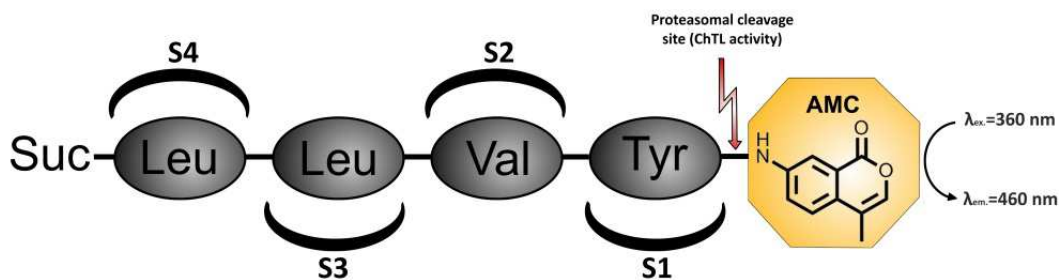 Proteasomal cleavage
site (ChTL activity)
S4
S2
AMC
Suc
Leu
Leu
Val
Tyr
H
N
O
O
λex.=360 nm
λem.=460 nm
S3
S1